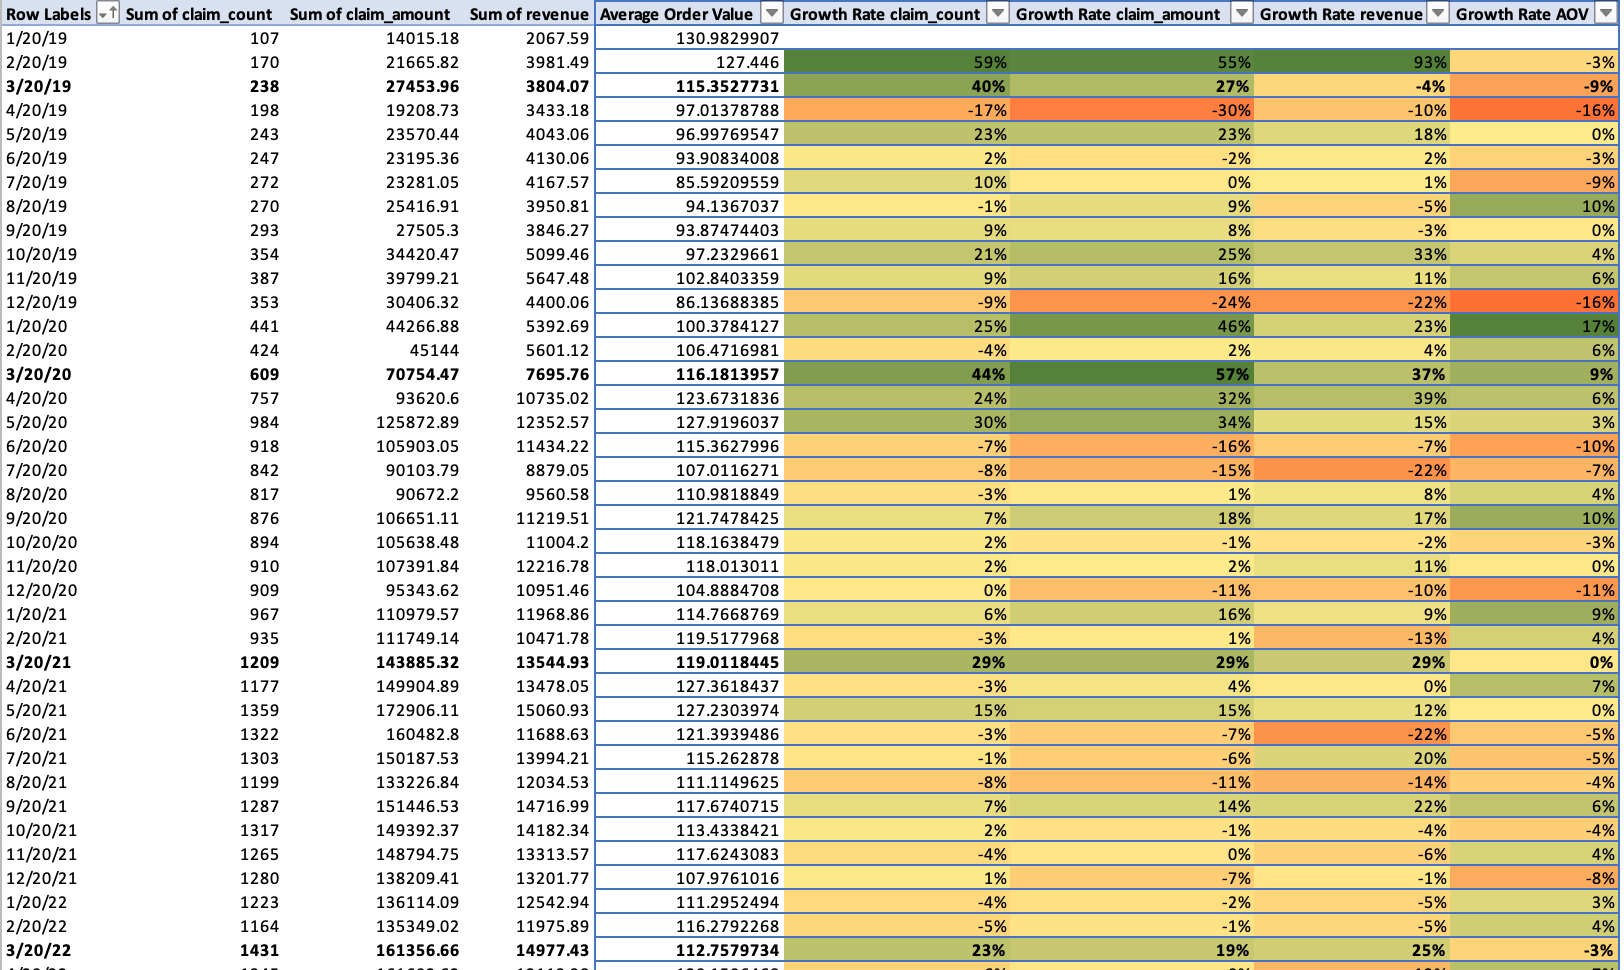 Row Labels Sum of claim_count Sum of claim_amount Sum of revenue Average Order Value Growth Rate claim_count Growth Rate claim_amount Growth Rate revenue Growth Rate AOV
1/20/19 107 14015.18 2067.59 130.9829907
2/20/19 170 21665.82 3981.49 127.446 59% 55% 93% -3%
3/20/19 238 27453.96 3804.07 115.3527731 40% 27% -4% -9%
4/20/19 198 19208.73 3433.18 97.01378788 -17% -30% -10% -16%
5/20/19 243 23570.44 4043.06 96.99769547 23% 23% 18% 0%
6/20/19 247 23195.36 4130.06 93.90834008 2% -2% 2% -3%
7/20/19 272 23281.05 4167.57 85.59209559 10% 0% 1% -9%
8/20/19 270 25416.91 3950.81 94.1367037 -1% 9% -5% 10%
9/20/19 293 27505.3 3846.27 93.87474403 9% 8% -3% 0%
10/20/19 354 34420.47 5099.46 97.2329661 21% 25% 33% 4%
11/20/19 387 39799.21 5647.48 102.8403359 9% 16% 11% 6%
12/20/19 353 30406.32 4400.06 86.13688385 -9% -24% -22% -16%
1/20/20 441 44266.88 5392.69 100.3784127 25% 46% 23% 17%
2/20/20 424 45144 5601.12 106.4716981 -4% 2% 4% 6%
3/20/20 609 70754.47 7695.76 116.1813957 44% 57% 37% 9%
4/20/20 757 93620.6 10735.02 123.6731836 24% 32% 39% 6%
5/20/20 984 125872.89 12352.57 127.9196037 30% 34% 15% 3%
6/20/20 918 105903.05 11434.22 115.3627996 -7% -16% -7% -10%
7/20/20 842 90103.79 8879.05 107.0116271 -8% -15% -22% -7%
8/20/20 817 90672.2 9560.58 110.9818849 -3% 1% 8% 4%
9/20/20 876 106651.11 11219.51 121.7478425 7% 18% 17% 10%
10/20/20 894 105638.48 11004.2 118.1638479 2% -1% -2% -3%
11/20/20 910 107391.84 12216.78 118.013011 2% 2% 11% 0%
12/20/20 909 95343.62 10951.46 104.8884708 0% -11% -10% -11%
1/20/21 967 110979.57 11968.86 114.7668769 6% 16% 9% 9%
2/20/21 935 111749.14 10471.78 119.5177968 -3% 1% -13% 4%
3/20/21 1209 143885.32 13544.93 119.0118445 29% 29% 29% 0%
4/20/21 1177 149904.89 13478.05 127.3618437 -3% 4% 0% 7%
5/20/21 1359 172906.11 15060.93 127.2303974 15% 15% 12% 0%
6/20/21 1322 160482.8 11688.63 121.3939486 -3% -7% -22% -5%
7/20/21 1303 150187.53 13994.21 115.262878 -1% -6% 20% -5%
8/20/21 1199 133226.84 12034.53 111.1149625 -8% -11% -14% -4%
9/20/21 1287 151446.53 14716.99 117.6740715 7% 14% 22% 6%
10/20/21 1317 149392.37 14182.34 113.4338421 2% -1% -4% -4%
11/20/21 1265 148794.75 13313.57 117.6243083 -4% 0% -6% 4%
12/20/21 1280 138209.41 13201.77 107.9761016 1% -7% -1% -8%
1/20/22 1223 136114.09 12542.94 111.2952494 -4% -2% -5% 3%
2/20/22 1164 135349.02 11975.89 116.2792268 -5% -1% -5% 4%
3/20/22 1431 161356.66 14977.43 112.7579734 23% 19% 25% -3%